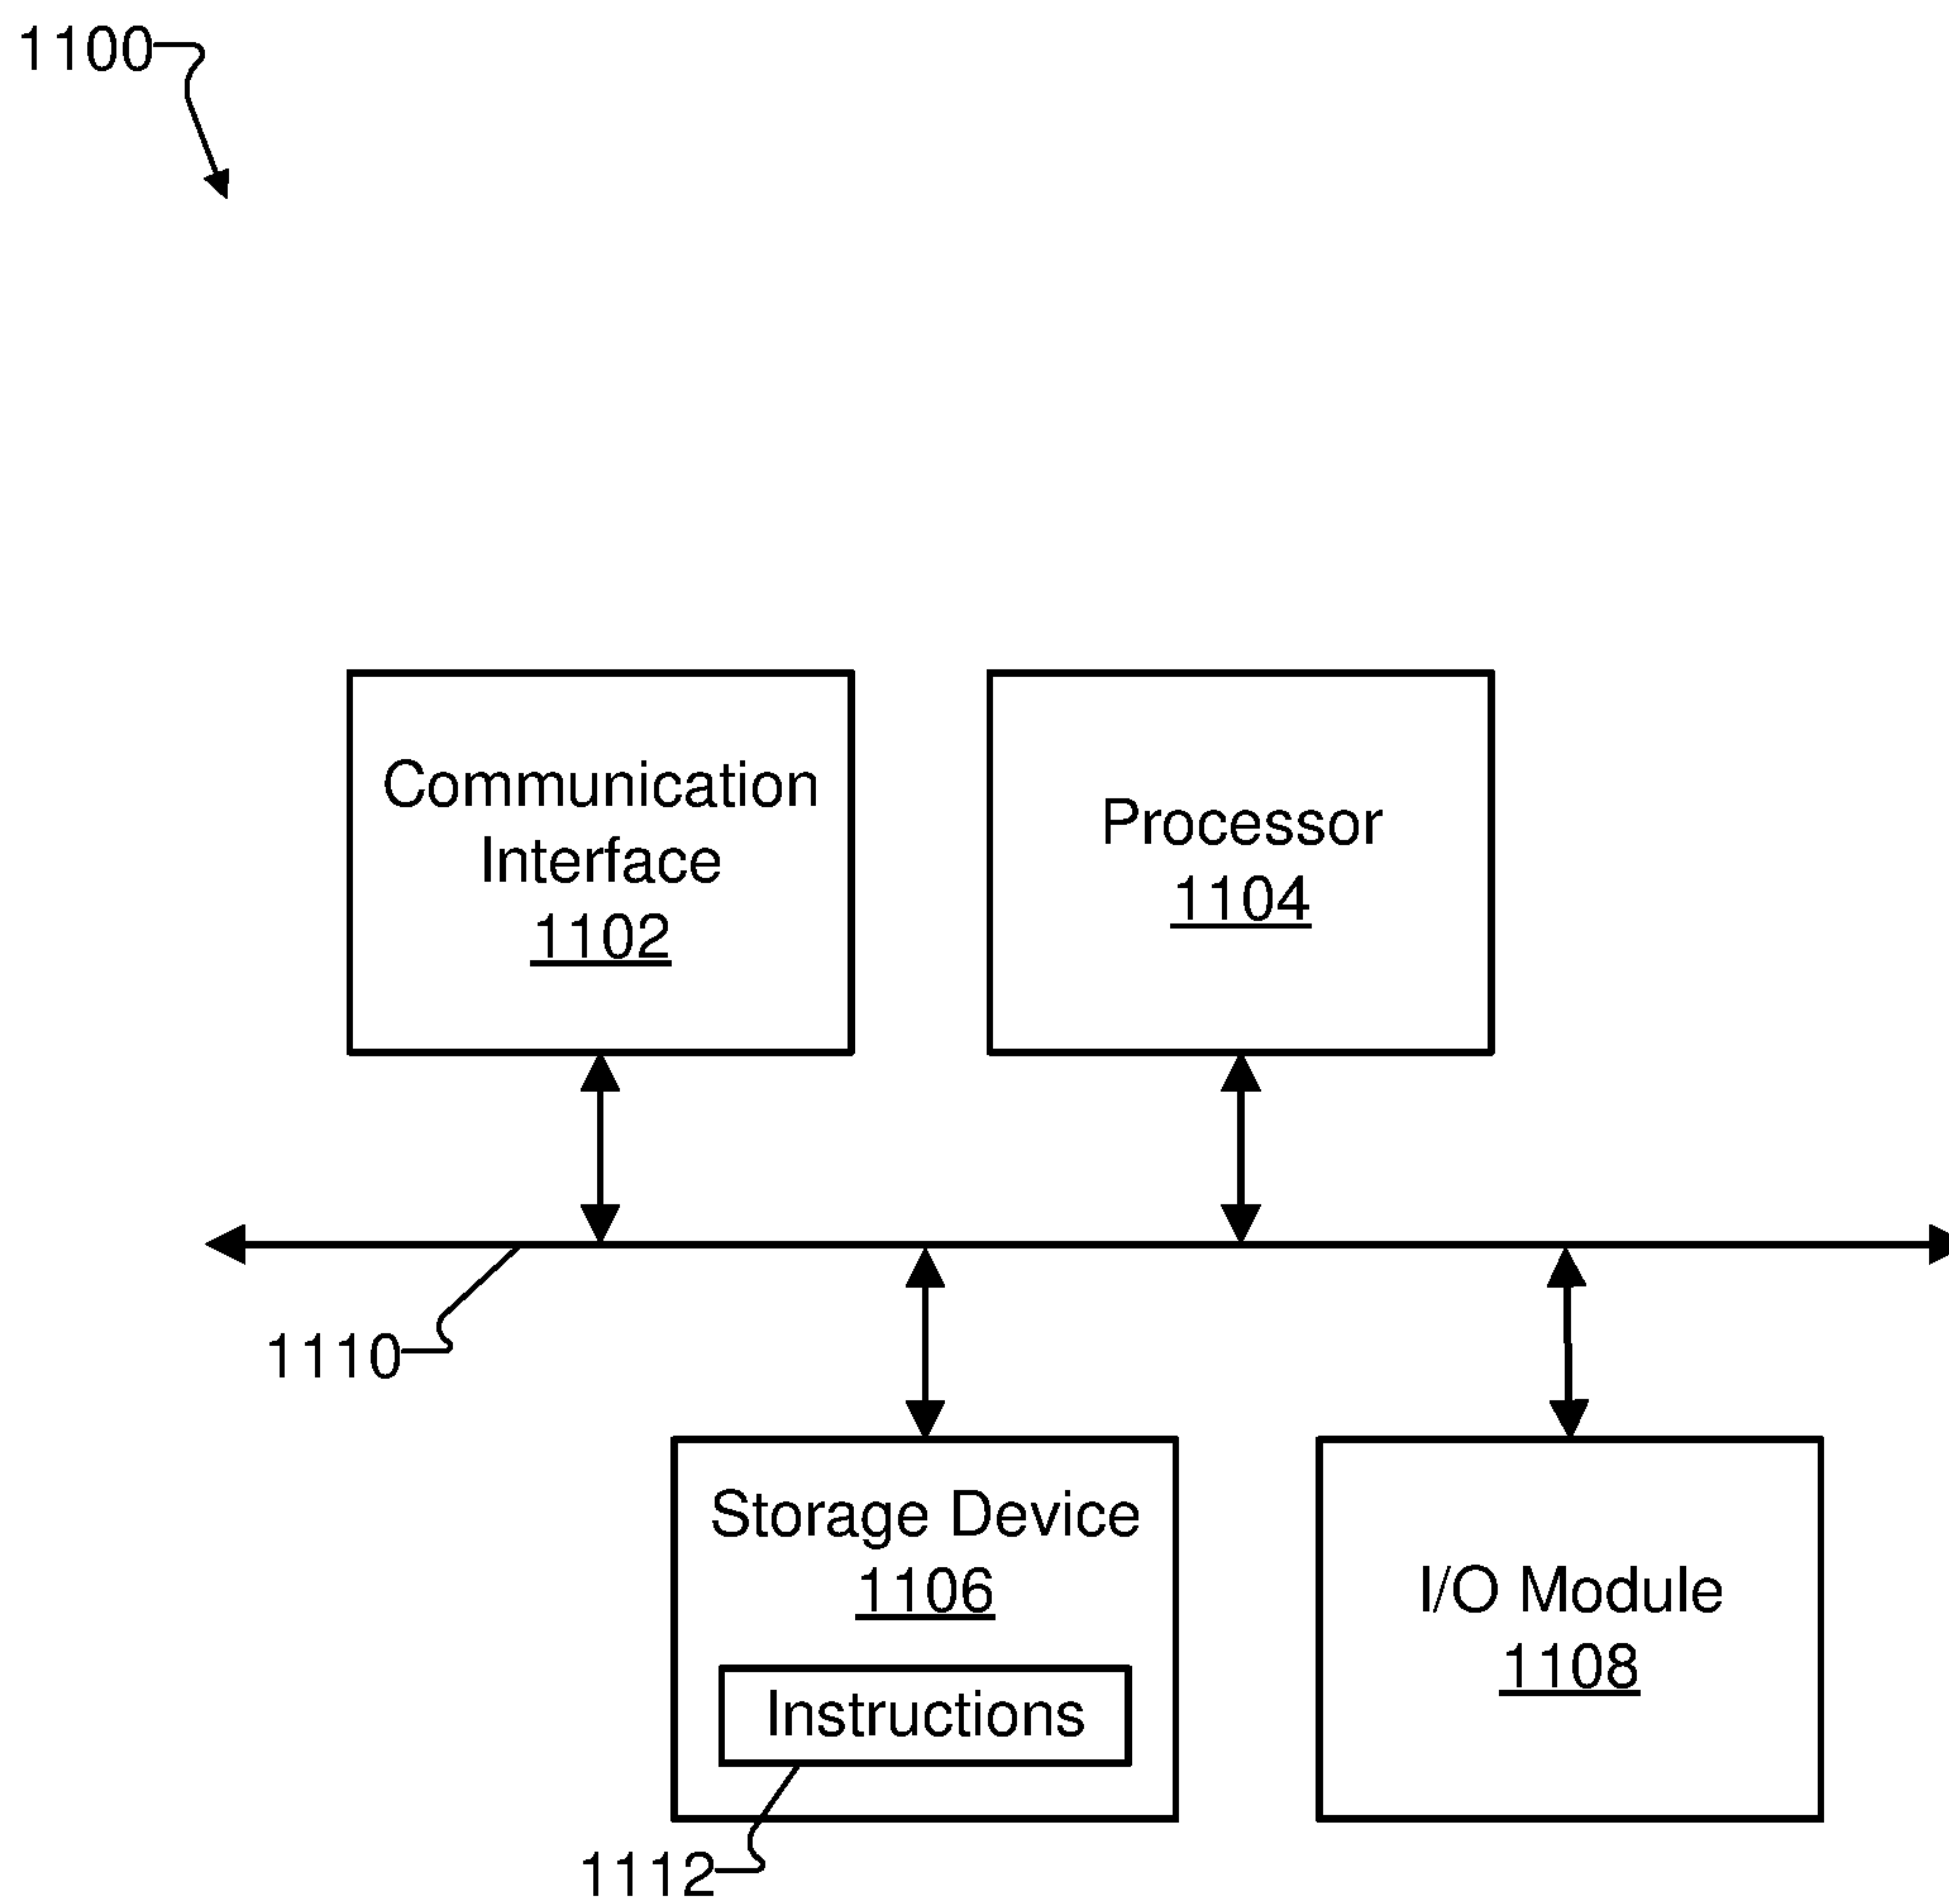 1100
Communication
Interface
1102
Processor
1104
1110
Storage Device
1106
Instructions
1112
I/O Module
1108